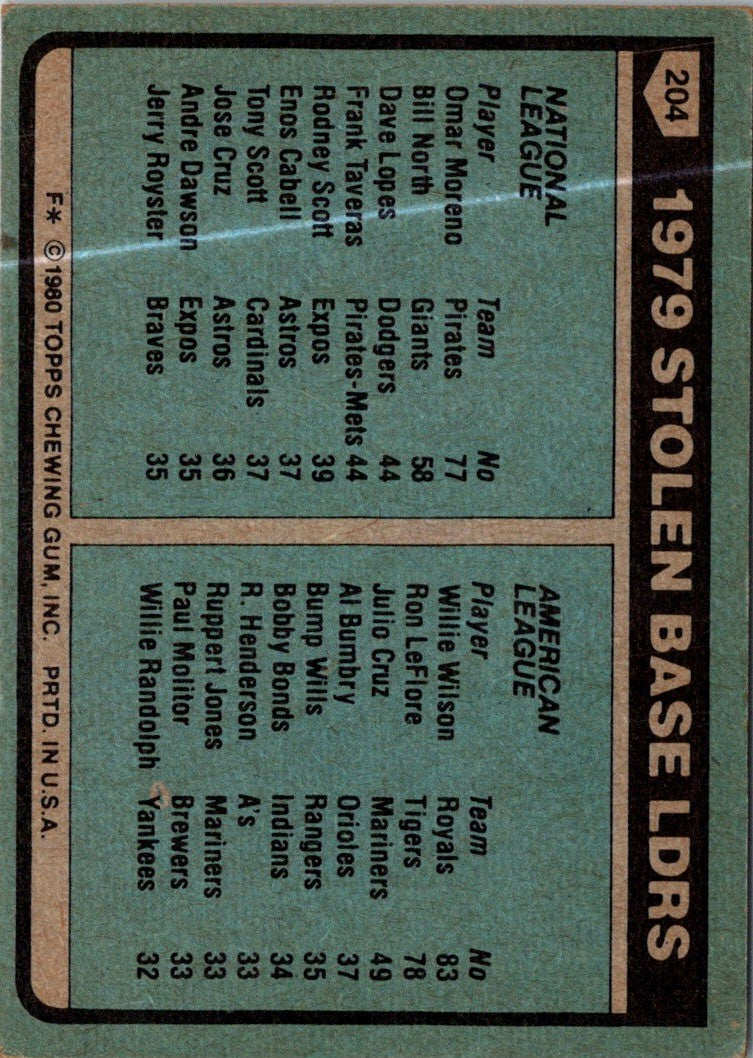 204
1979 STOLEN BASE LDRS
NATIONAL
LEAGUE
Player Team No
Omar Moreno Pirates 77
Bill North Giants 58
Dave Lopes Dodgers 44
Frank Taveras Pirates-Mets 44
Rodney Scott Expos 39
Enos Cabell Astros 37
Tony Scott Cardinals 37
Jose Cruz Astros 36
Andre Dawson Expos 35
Jerry Royster Braves 35
AMERICAN
LEAGUE
Player Team No
Willie Wilson Royals 83
Ron LeFlore Tigers 78
Julio Cruz Mariners 49
Al Bumbry Orioles 37
Bump Wills Rangers 35
Bobby Bonds Indians 34
R. Henderson A's 33
Ruppert Jones Mariners 33
Paul Molitor Brewers 33
Willie Randolph Yankees 32
F* © 1980 TOPPS CHEWING GUM, INC. PRTD. IN U.S.A.